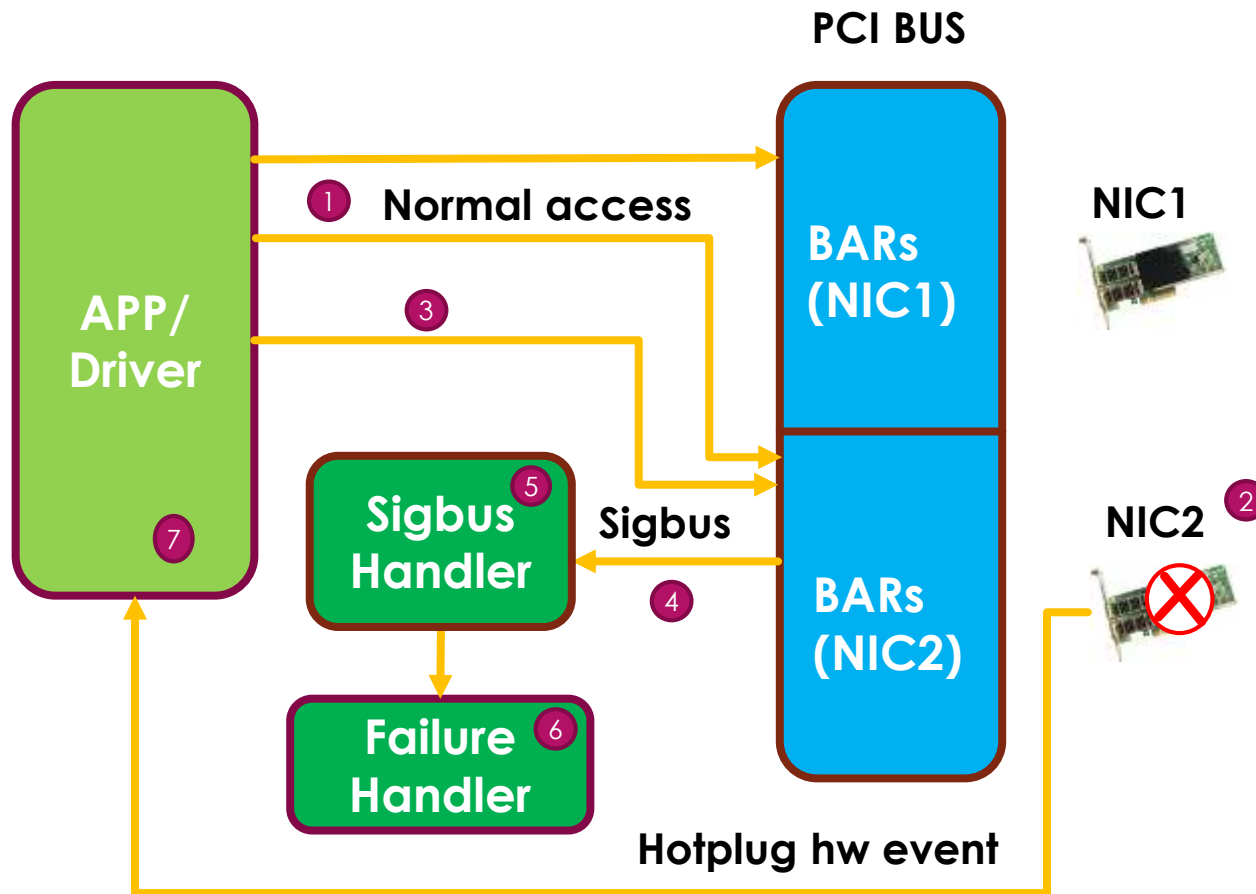 PCI BUS
1
Normal access
NIC1
BARs
(NIC1)
APP/
Driver
3
5
Sigbus
Handler
Sigbus
NIC2
2
7
4
BARs
(NIC2)
Failure
Handler
6
Hotplug hw event